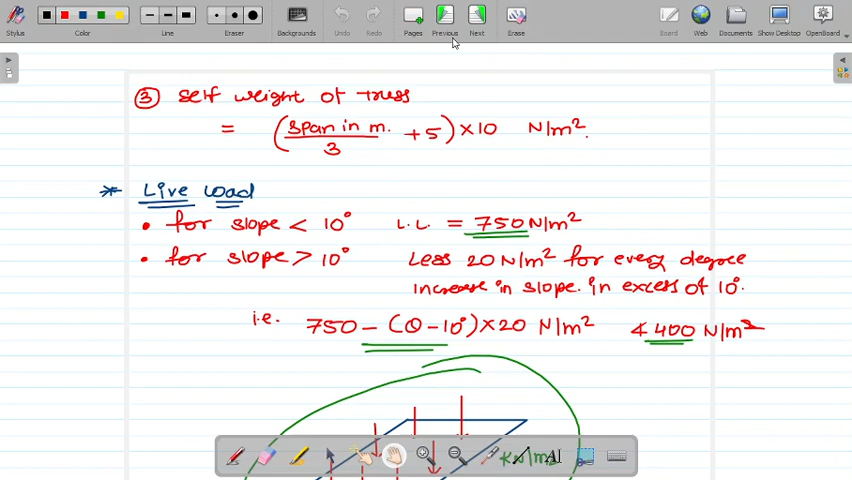 Stylus
Color
Line
Eraser
Backgrounds
Undo
Redo
Pages
Previous
Next
Erase
Board
Web
Documents
Show Desktop
OpenBoard
③ Self weight of truss
= (span in m. / 3 + 5) × 10 N/m².
* Live load
• for slope < 10° L.L. = 750 N/m²
• for slope > 10° Less 20 N/m² for every degree
increase in slope. in excess of 10°.
i.e. 750 - (θ - 10°) × 20 N/m² ≮ 400 N/m²
KN/m²